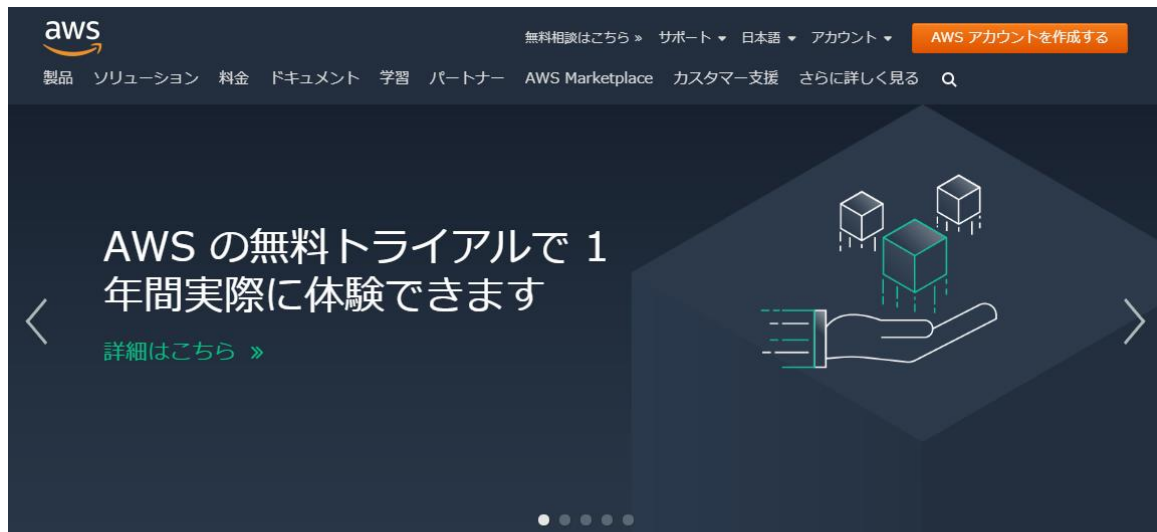 aws
無料相談はこちら » サポート ▾ 日本語 ▾ アカウント ▾ AWS アカウントを作成する
製品 ソリューション 料金 ドキュメント 学習 パートナー AWS Marketplace カスタマー支援 さらに詳しく見る
AWS の無料トライアルで 1
年間実際に体験できます
詳細はこちら »